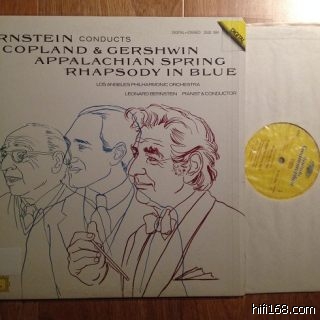 RNSTEIN CONDUCTS
COPLAND & GERSHWIN
APPALACHIAN SPRING
RHAPSODY IN BLUE
LOS ANGELES PHILHARMONIC ORCHESTRA
LEONARD BERNSTEIN PIANIST & CONDUCTOR
DIGITAL
hifi168.com